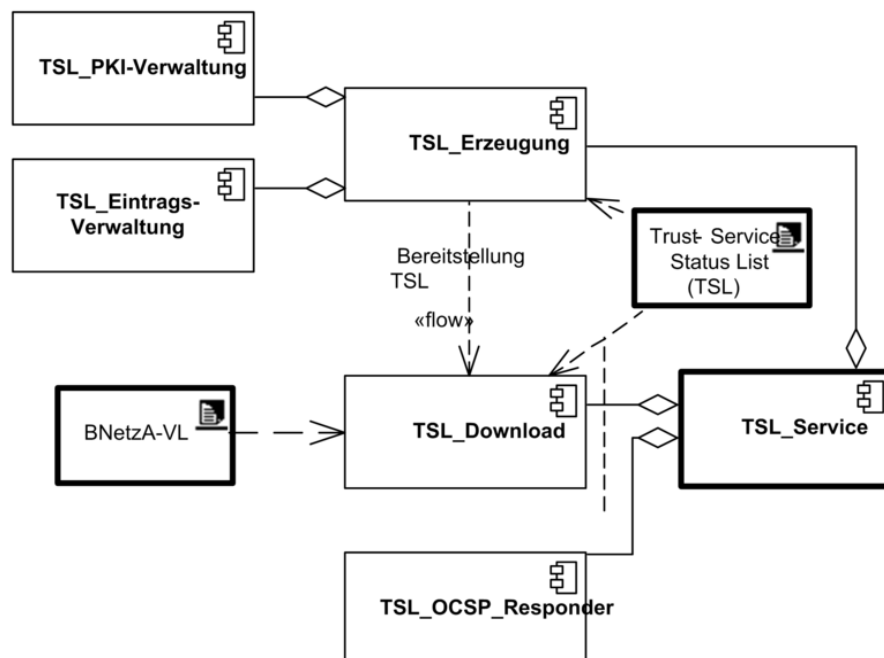 TSL_PKI-Verwaltung
TSL_Erzeugung
TSL_Eintrags-
Verwaltung
Trust- Service
Status List
(TSL)
Bereitstellung
TSL
«flow»
BNetzA-VL
TSL_Download
TSL_Service
TSL_OCSP_Responder